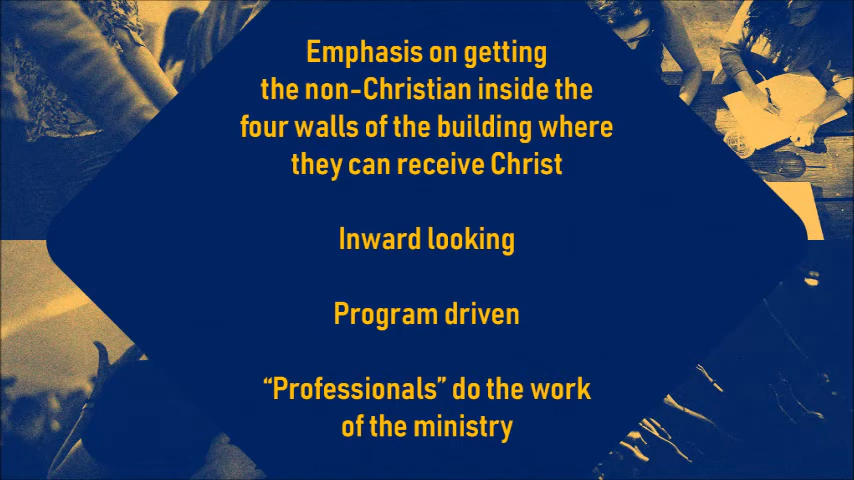 Emphasis on getting
the non-Christian inside the
four walls of the building where
they can receive Christ
Inward looking
Program driven
“Professionals” do the work
of the ministry